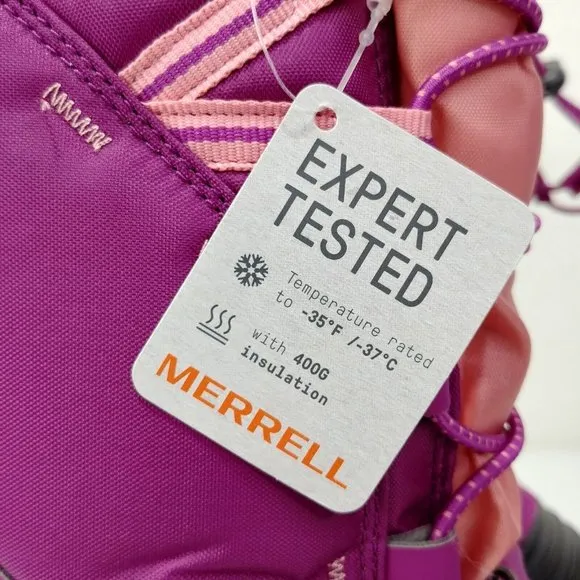 EXPERT
TESTED
Temperature rated
to -35°F /-37°C
with 400G
insulation
MERRELL